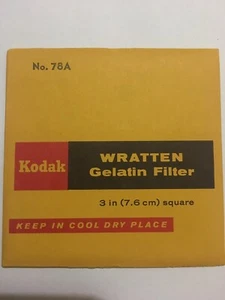 No. 78A
Kodak
WRATTEN
Gelatin Filter
3 in (7.6 cm) square
KEEP IN COOL DRY PLACE